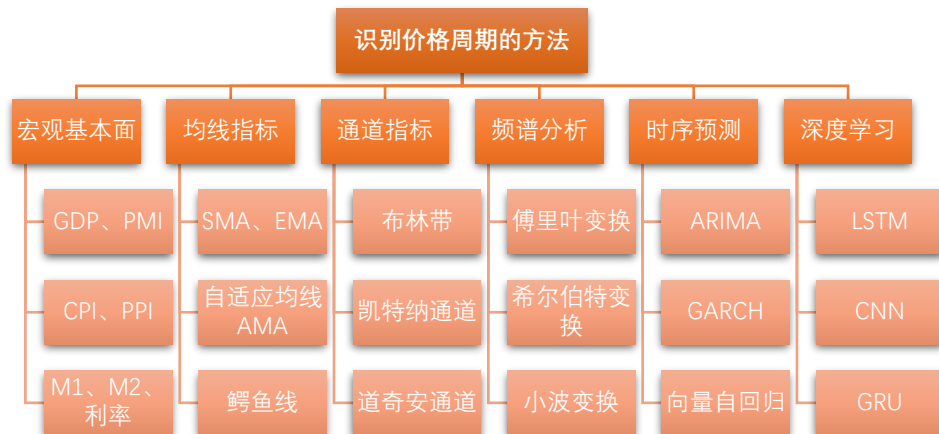 识别价格周期的方法
宏观基本面
均线指标
通道指标
频谱分析
时序预测
深度学习
GDP、PMI
SMA、EMA
布林带
傅里叶变换
ARIMA
LSTM
CPI、PPI
自适应均线
AMA
凯特纳通道
希尔伯特变
换
GARCH
CNN
M1、M2、
利率
鳄鱼线
道奇安通道
小波变换
向量自回归
GRU